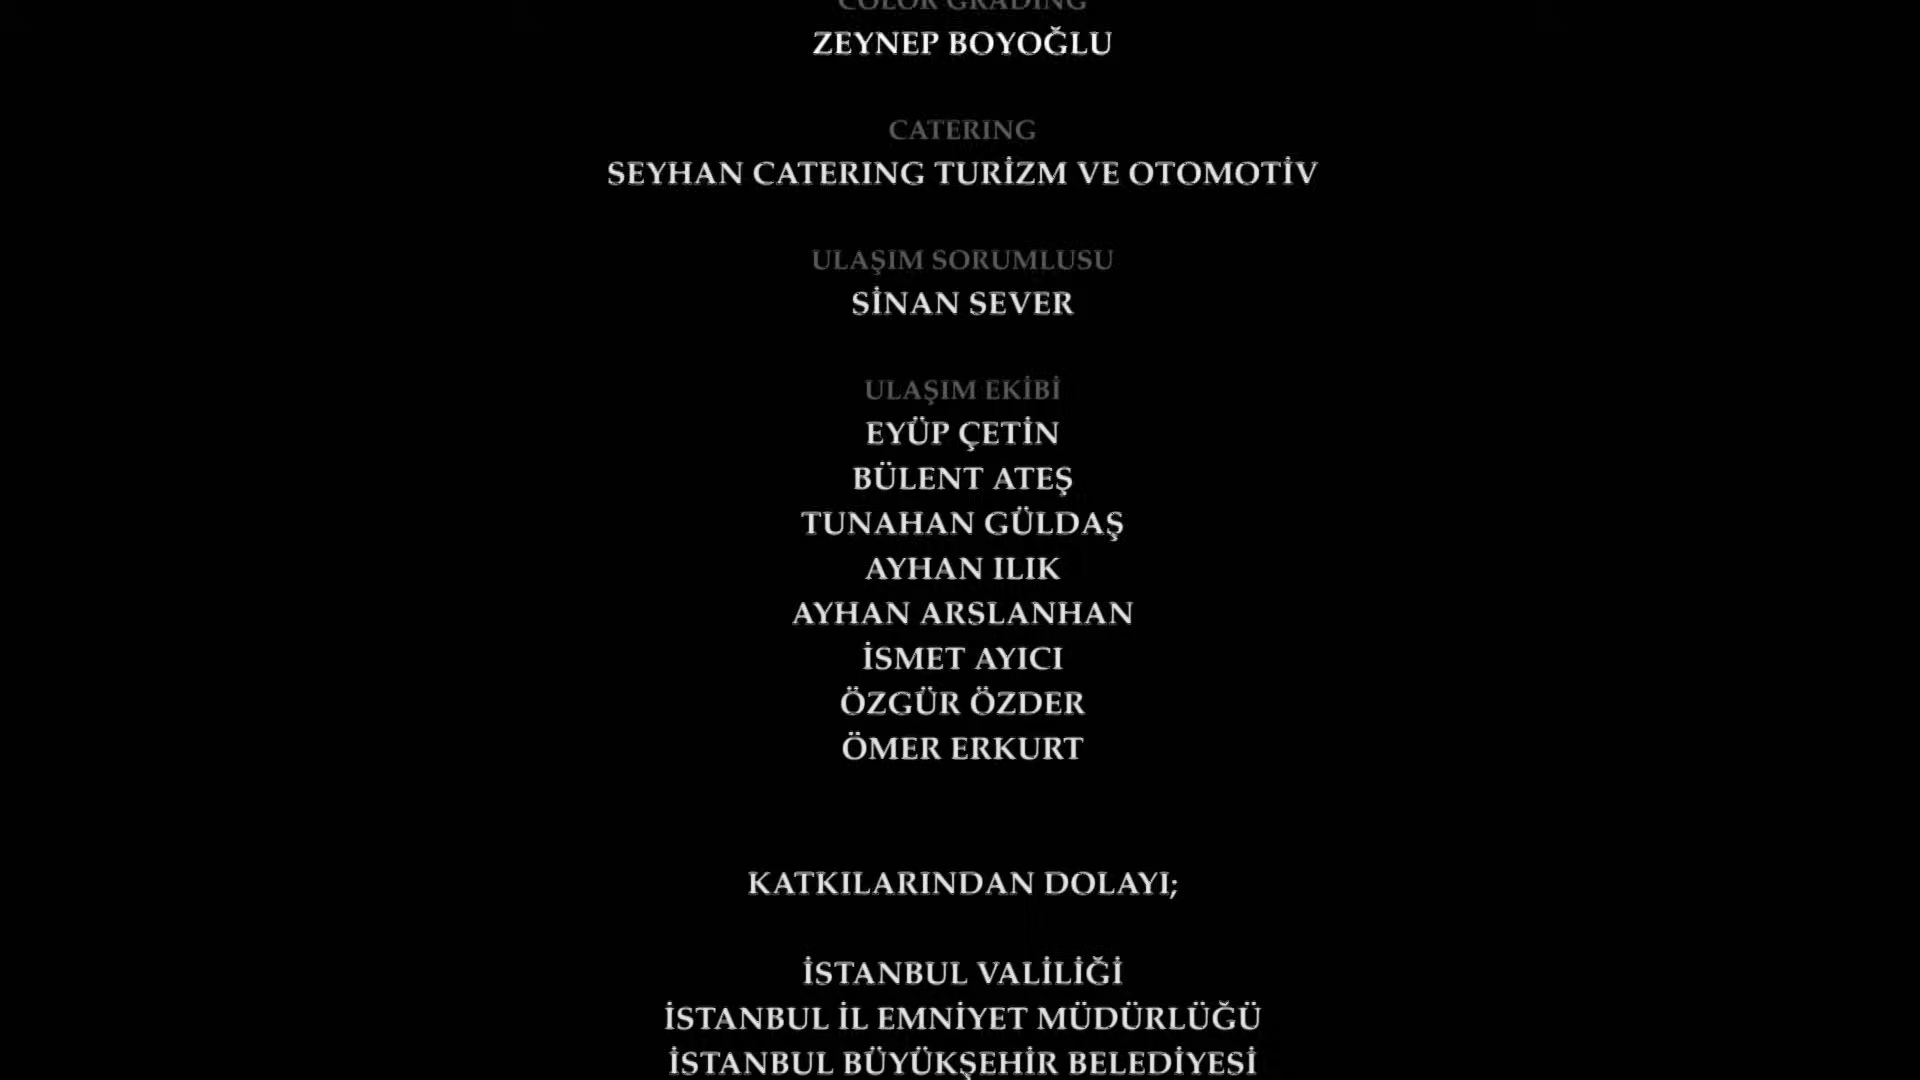 COLOR GRADING
ZEYNEP BOYOĞLU
CATERING
SEYHAN CATERING TURİZM VE OTOMOTİV
ULAŞIM SORUMLUSU
SİNAN SEVER
ULAŞIM EKİBİ
EYÜP ÇETİN
BÜLENT ATEŞ
TUNAHAN GÜLDAŞ
AYHAN ILIK
AYHAN ARSLANHAN
İSMET AYICI
ÖZGÜR ÖZDER
ÖMER ERKURT
KATKILARINDAN DOLAYI;
İSTANBUL VALİLİĞİ
İSTANBUL İL EMNİYET MÜDÜRLÜĞÜ
İSTANBUL BÜYÜKŞEHİR BELEDİYESİ